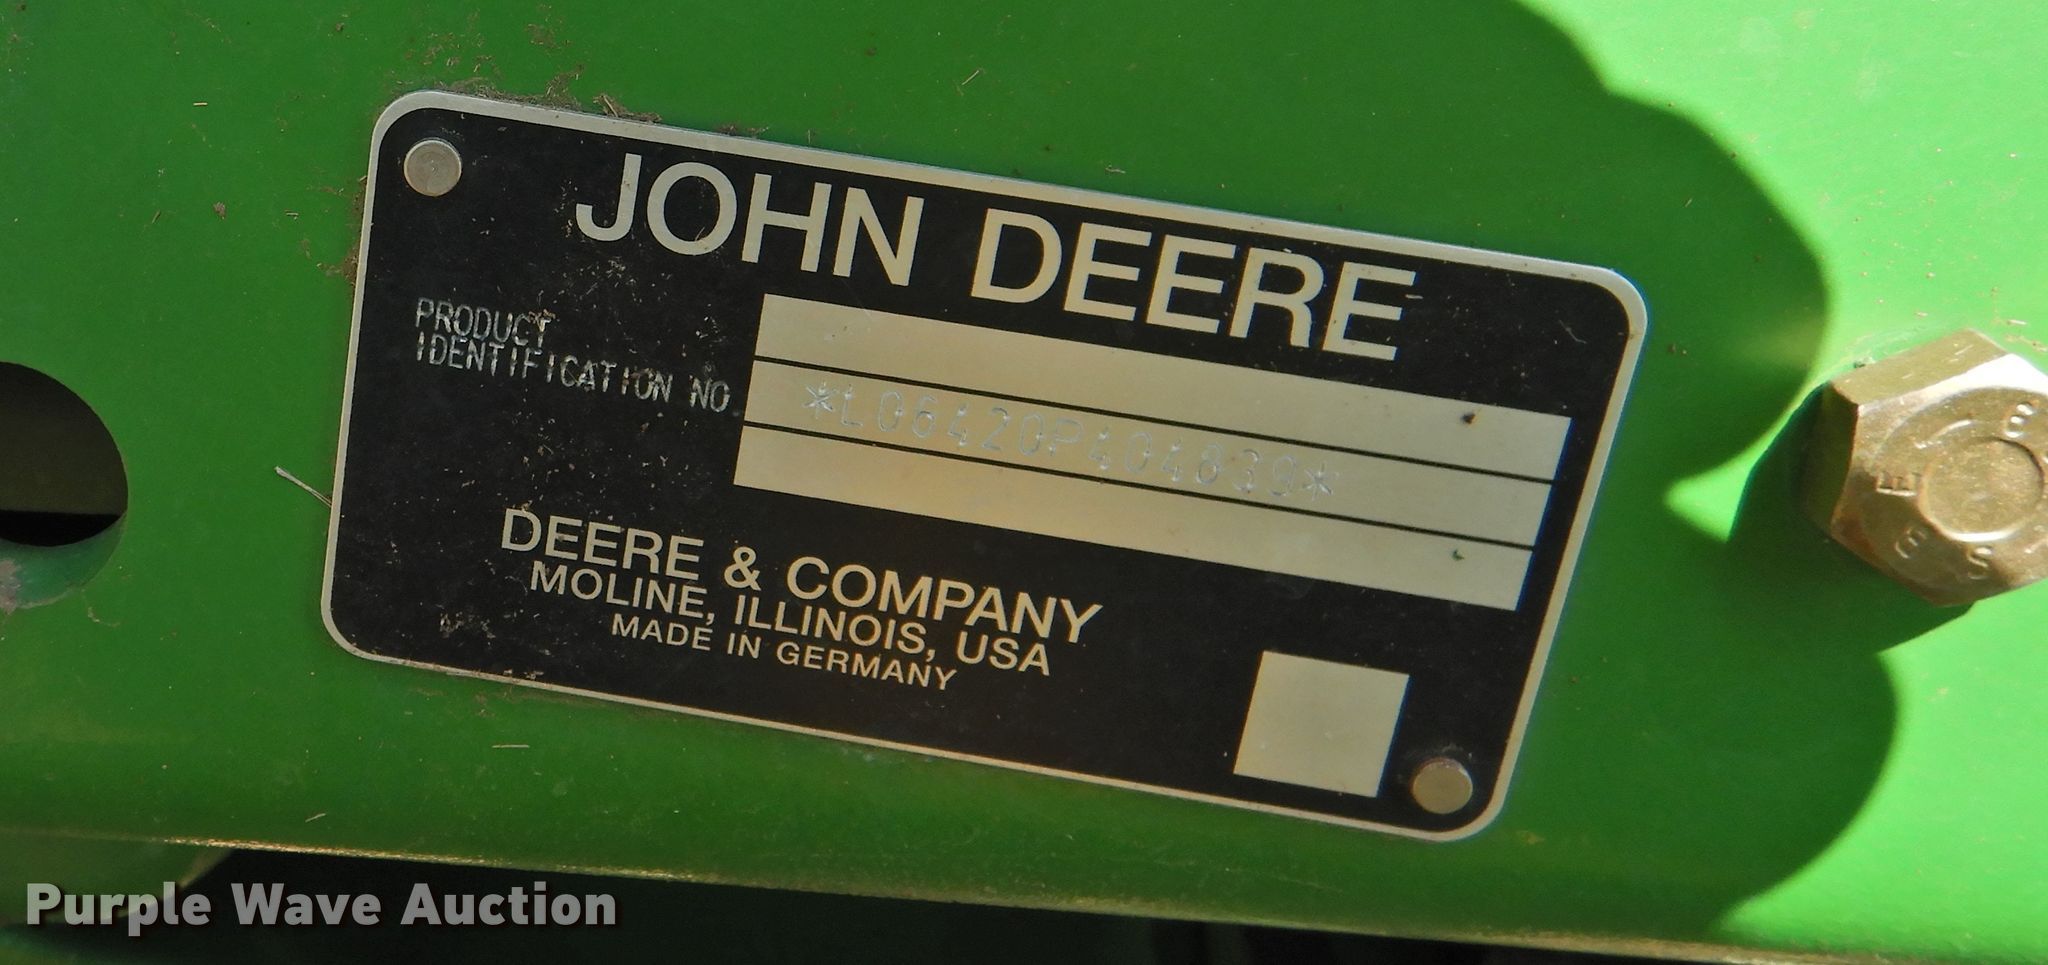 JOHN DEERE
PRODUCT
IDENTIFICATION NO.
*L06420P404839*
DEERE & COMPANY
MOLINE, ILLINOIS, USA
MADE IN GERMANY
Purple Wave Auction